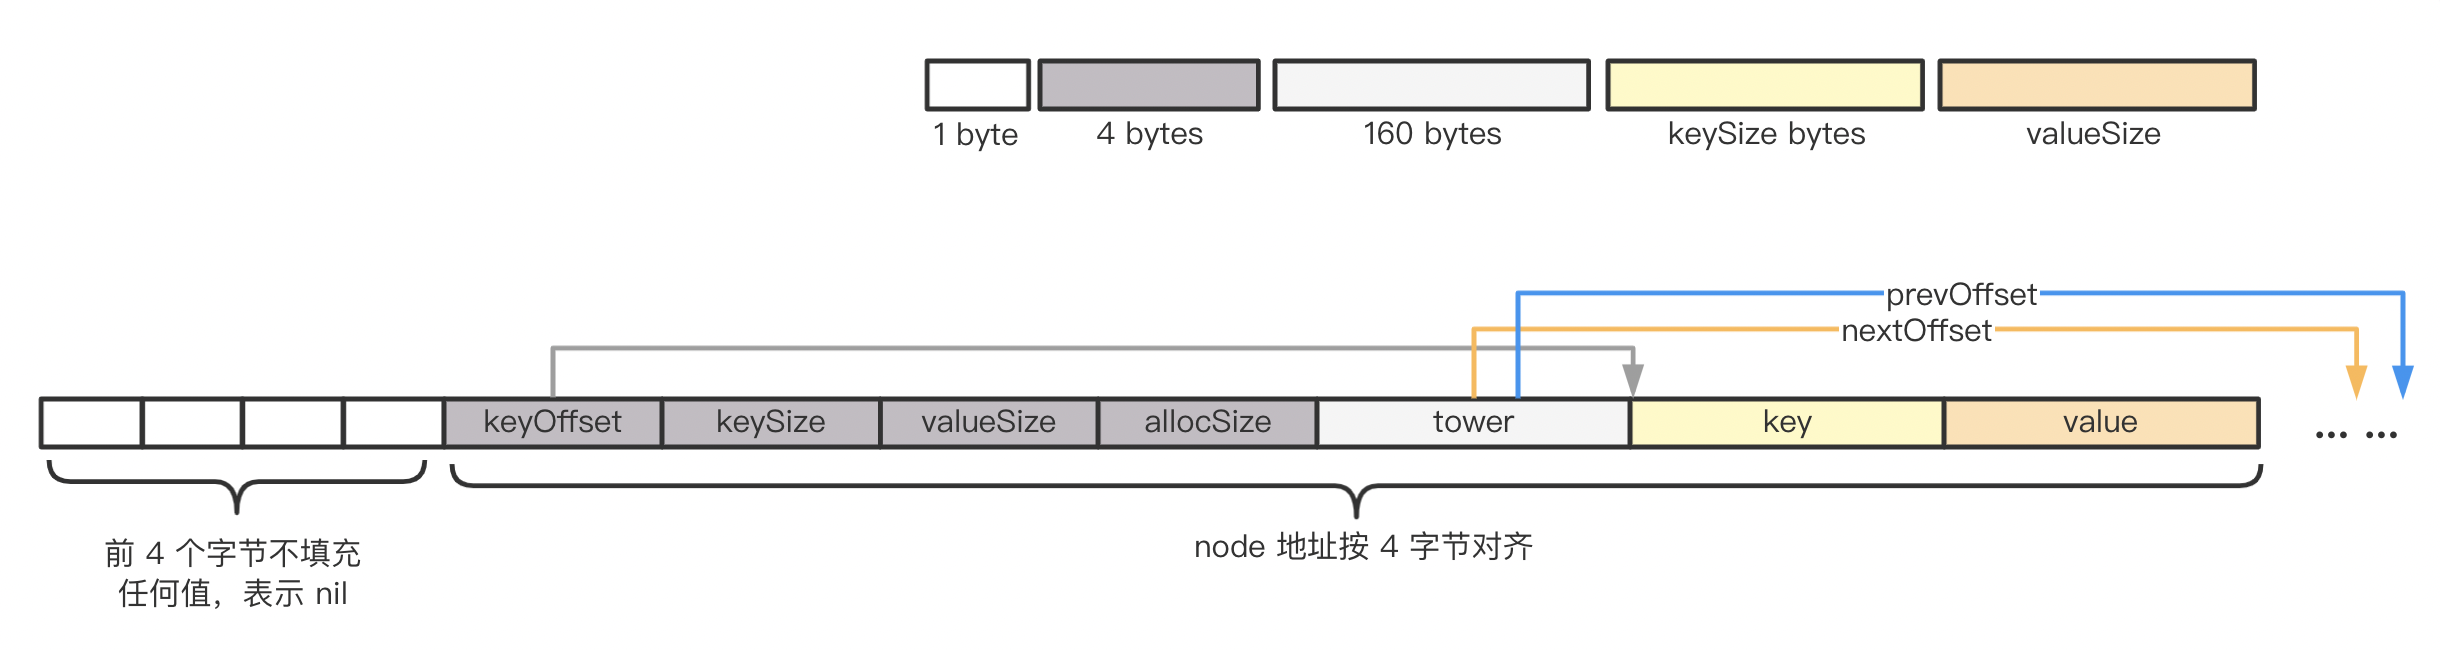 1 byte
4 bytes
160 bytes
keySize bytes
valueSize
prevOffset
nextOffset
keyOffset
keySize
valueSize
allocSize
tower
key
value
... ...
前 4 个字节不填充
任何值，表示 nil
node 地址按 4 字节对齐